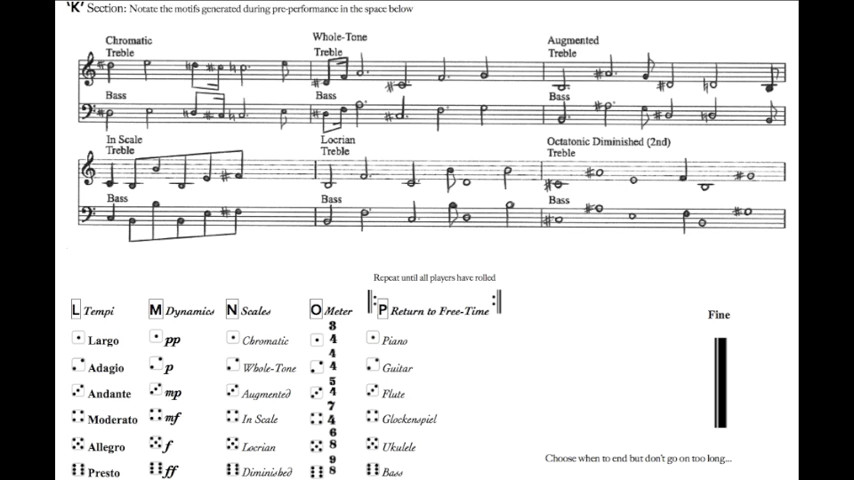 'K' Section: Notate the motifs generated during pre-performance in the space below
Chromatic Whole-Tone Augmented
Treble Treble Treble
Bass Bass Bass
In Scale Locrian Octatonic Diminished (2nd)
Treble Treble Treble
Bass Bass Bass
Repeat until all players have rolled
L Tempi M Dynamics N Scales O Meter P Return to Free-Time Fine
Largo pp Chromatic 3/4 Piano
Adagio p Whole-Tone 4/4 Guitar
Andante mp Augmented 5/4 Flute
Moderato mf In Scale 7/4 Glockenspiel
Allegro f Locrian 6/8 Ukulele
Presto ff Diminished 9/8 Bass
Choose when to end but don't go on too long...